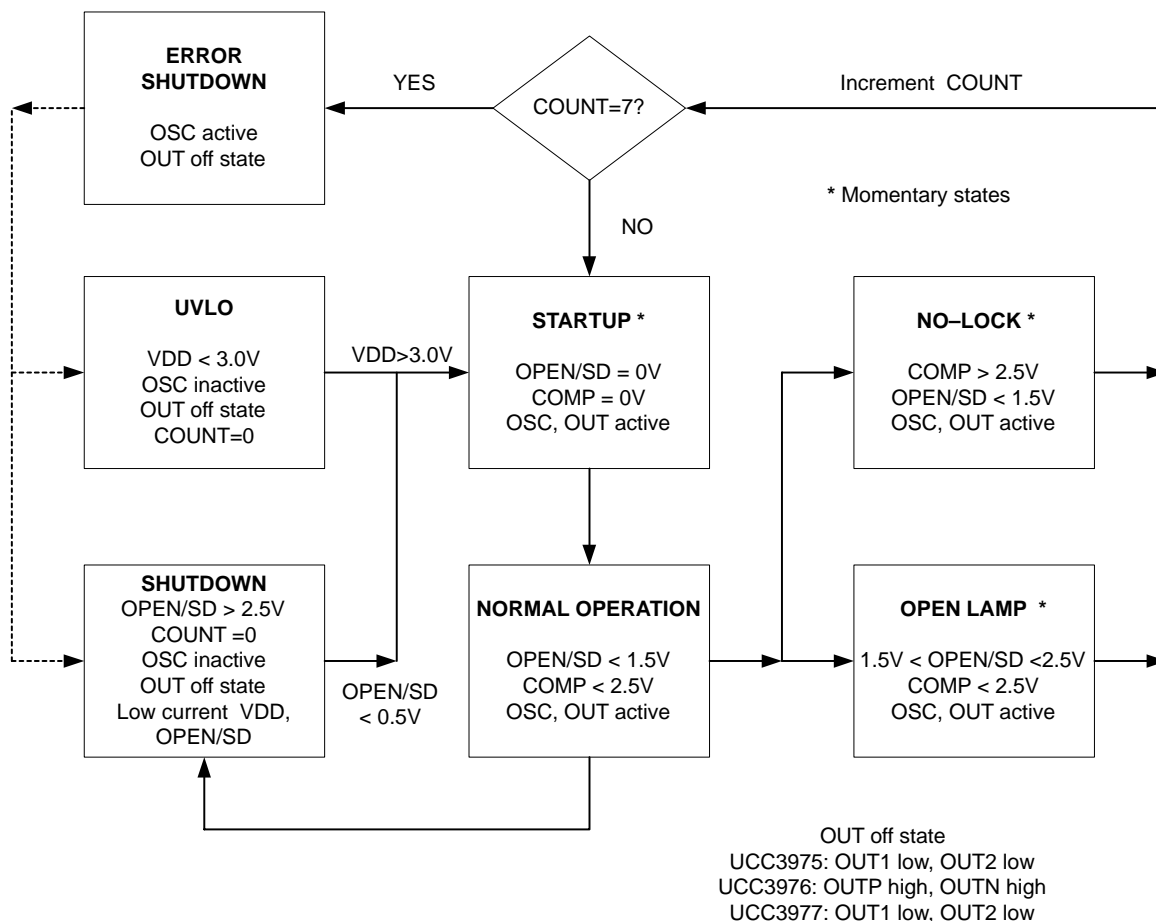 ERROR
SHUTDOWN
OSC active
OUT off state
YES
COUNT=7?
Increment COUNT
* Momentary states
NO
UVLO
VDD < 3.0V
OSC inactive
OUT off state
COUNT=0
VDD>3.0V
STARTUP *
OPEN/SD = 0V
COMP = 0V
OSC, OUT active
NO–LOCK *
COMP > 2.5V
OPEN/SD < 1.5V
OSC, OUT active
SHUTDOWN
OPEN/SD > 2.5V
COUNT =0
OSC inactive
OUT off state
Low current VDD,
OPEN/SD
OPEN/SD
< 0.5V
NORMAL OPERATION
OPEN/SD < 1.5V
COMP < 2.5V
OSC, OUT active
OPEN LAMP *
1.5V < OPEN/SD <2.5V
COMP < 2.5V
OSC, OUT active
OUT off state
UCC3975: OUT1 low, OUT2 low
UCC3976: OUTP high, OUTN high
UCC3977: OUT1 low, OUT2 low